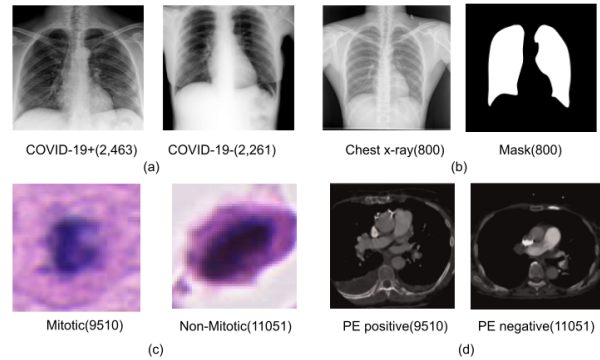 COVID-19+(2,463) COVID-19-(2,261)
(a)
Chest x-ray(800) Mask(800)
(b)
Mitotic(9510) Non-Mitotic(11051)
(c)
PE positive(9510) PE negative(11051)
(d)